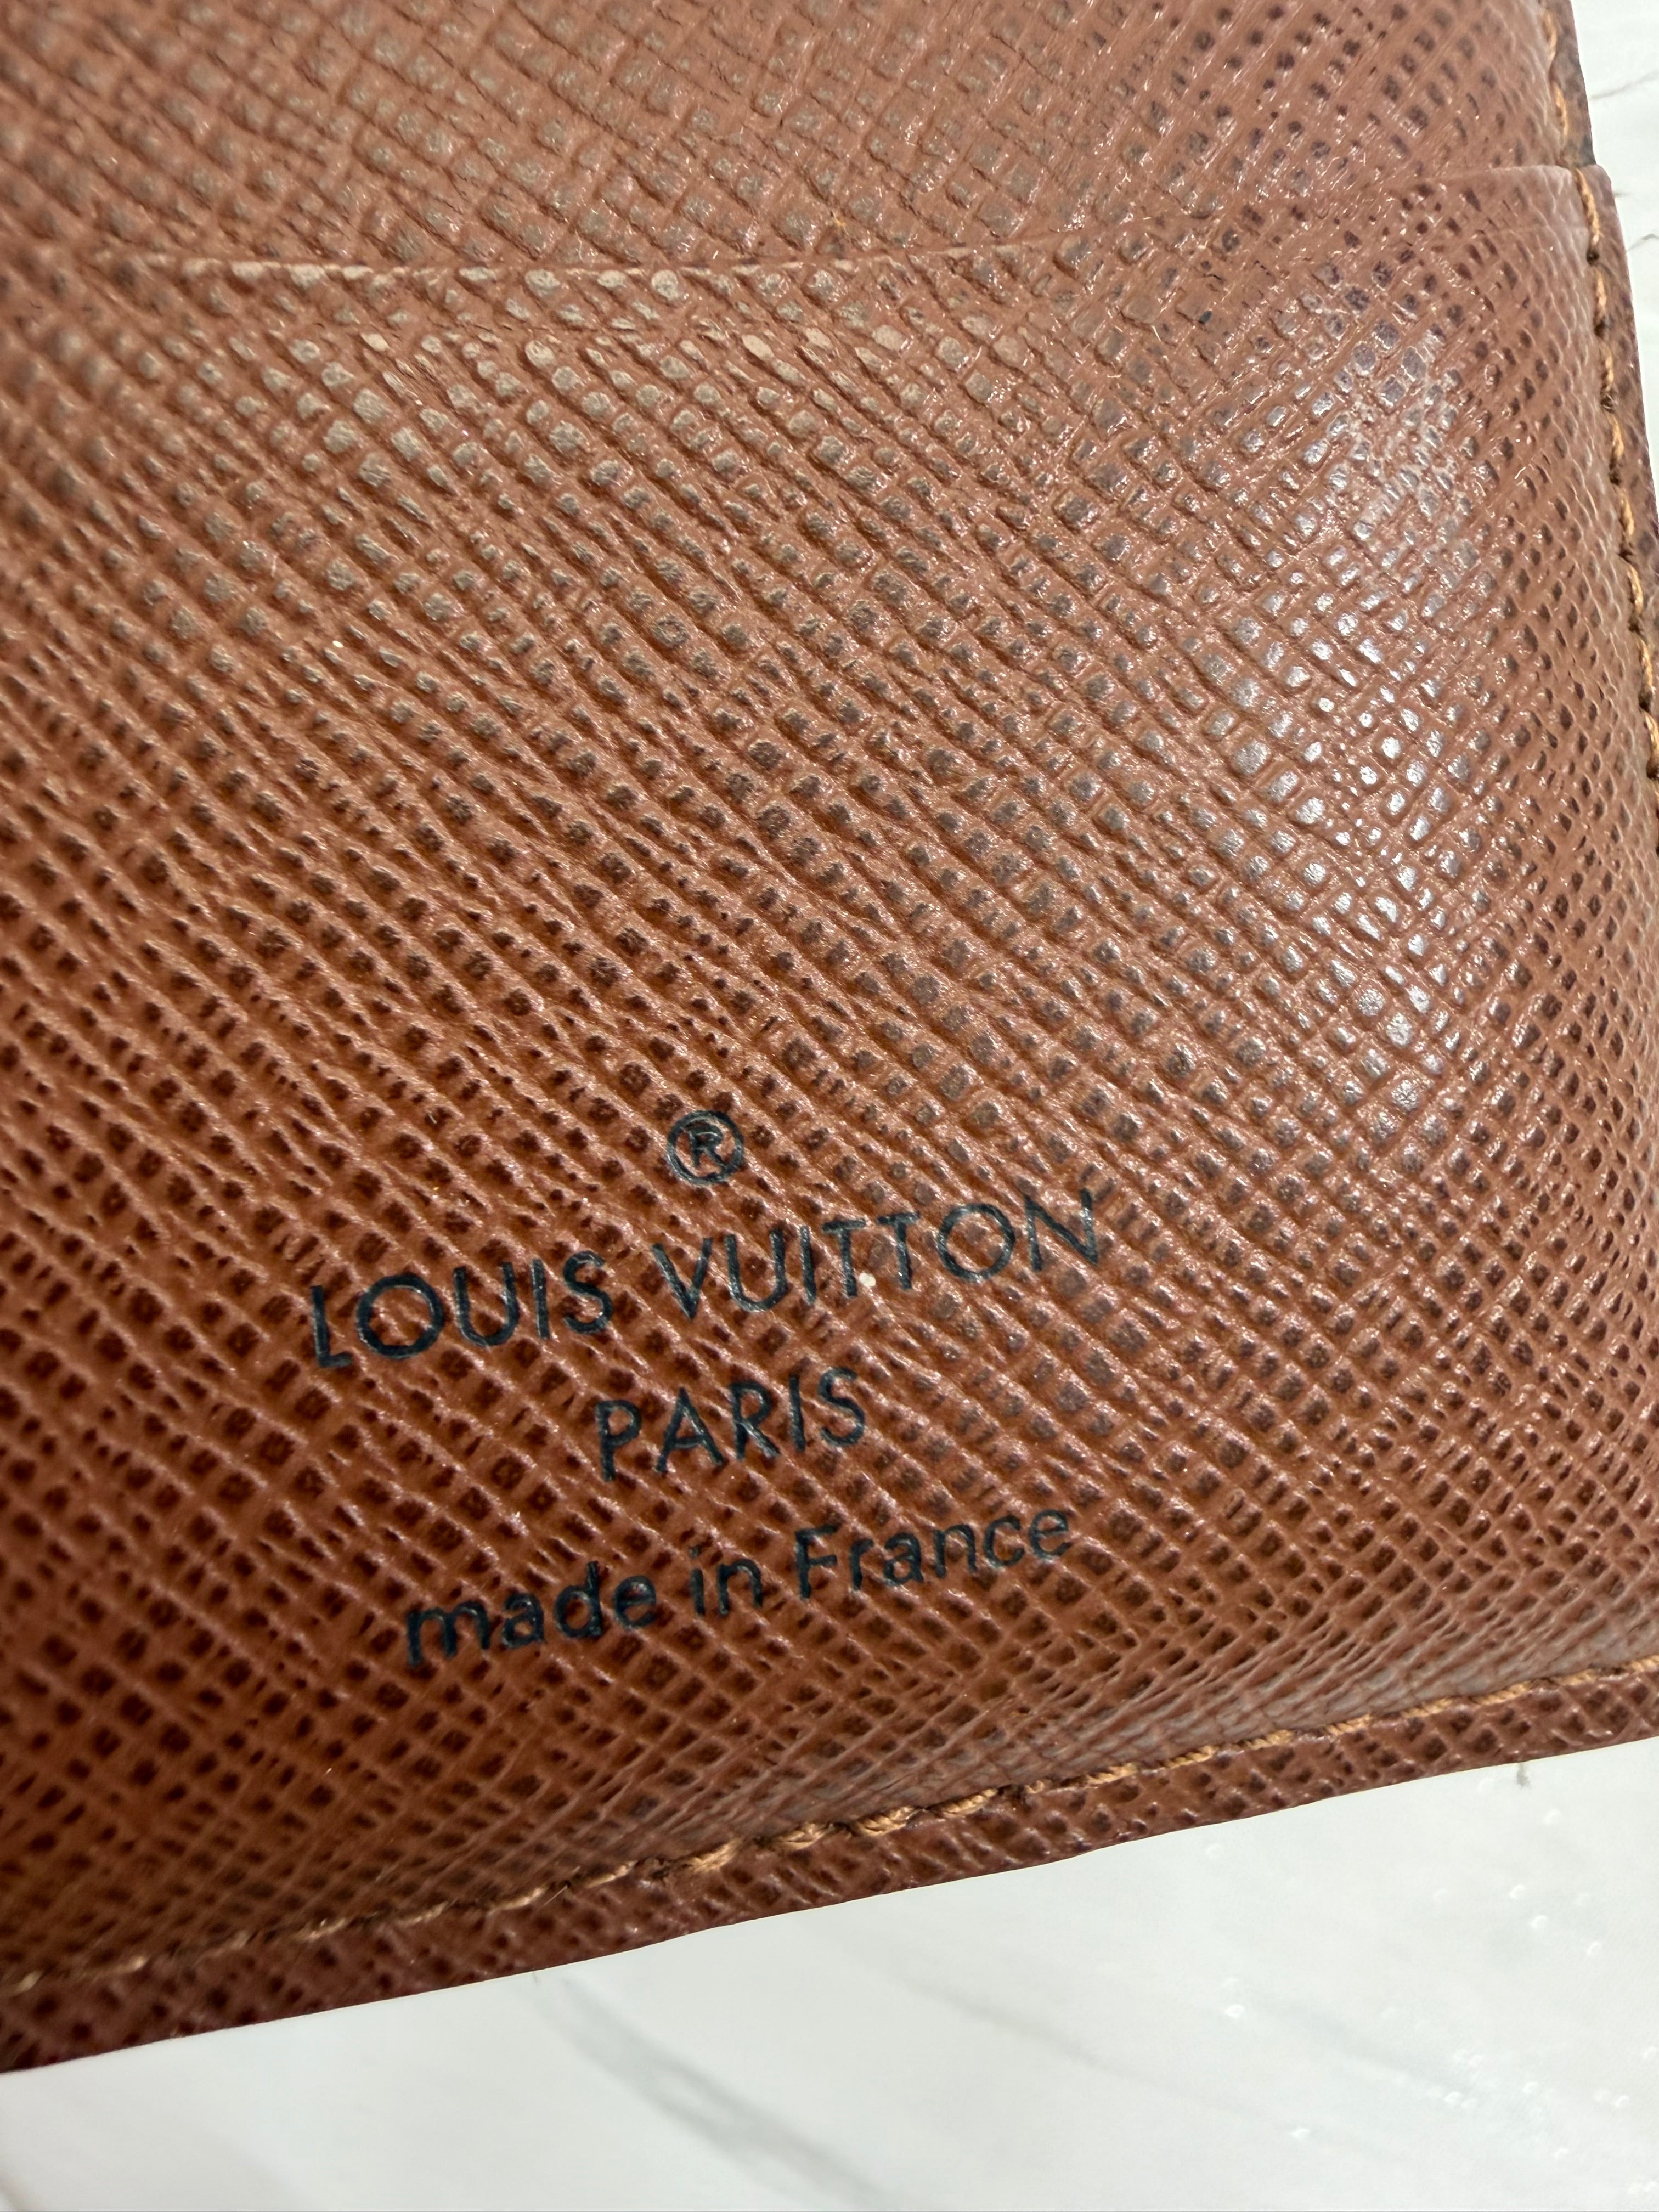 ®
LOUIS VUITTON
PARIS
made in France